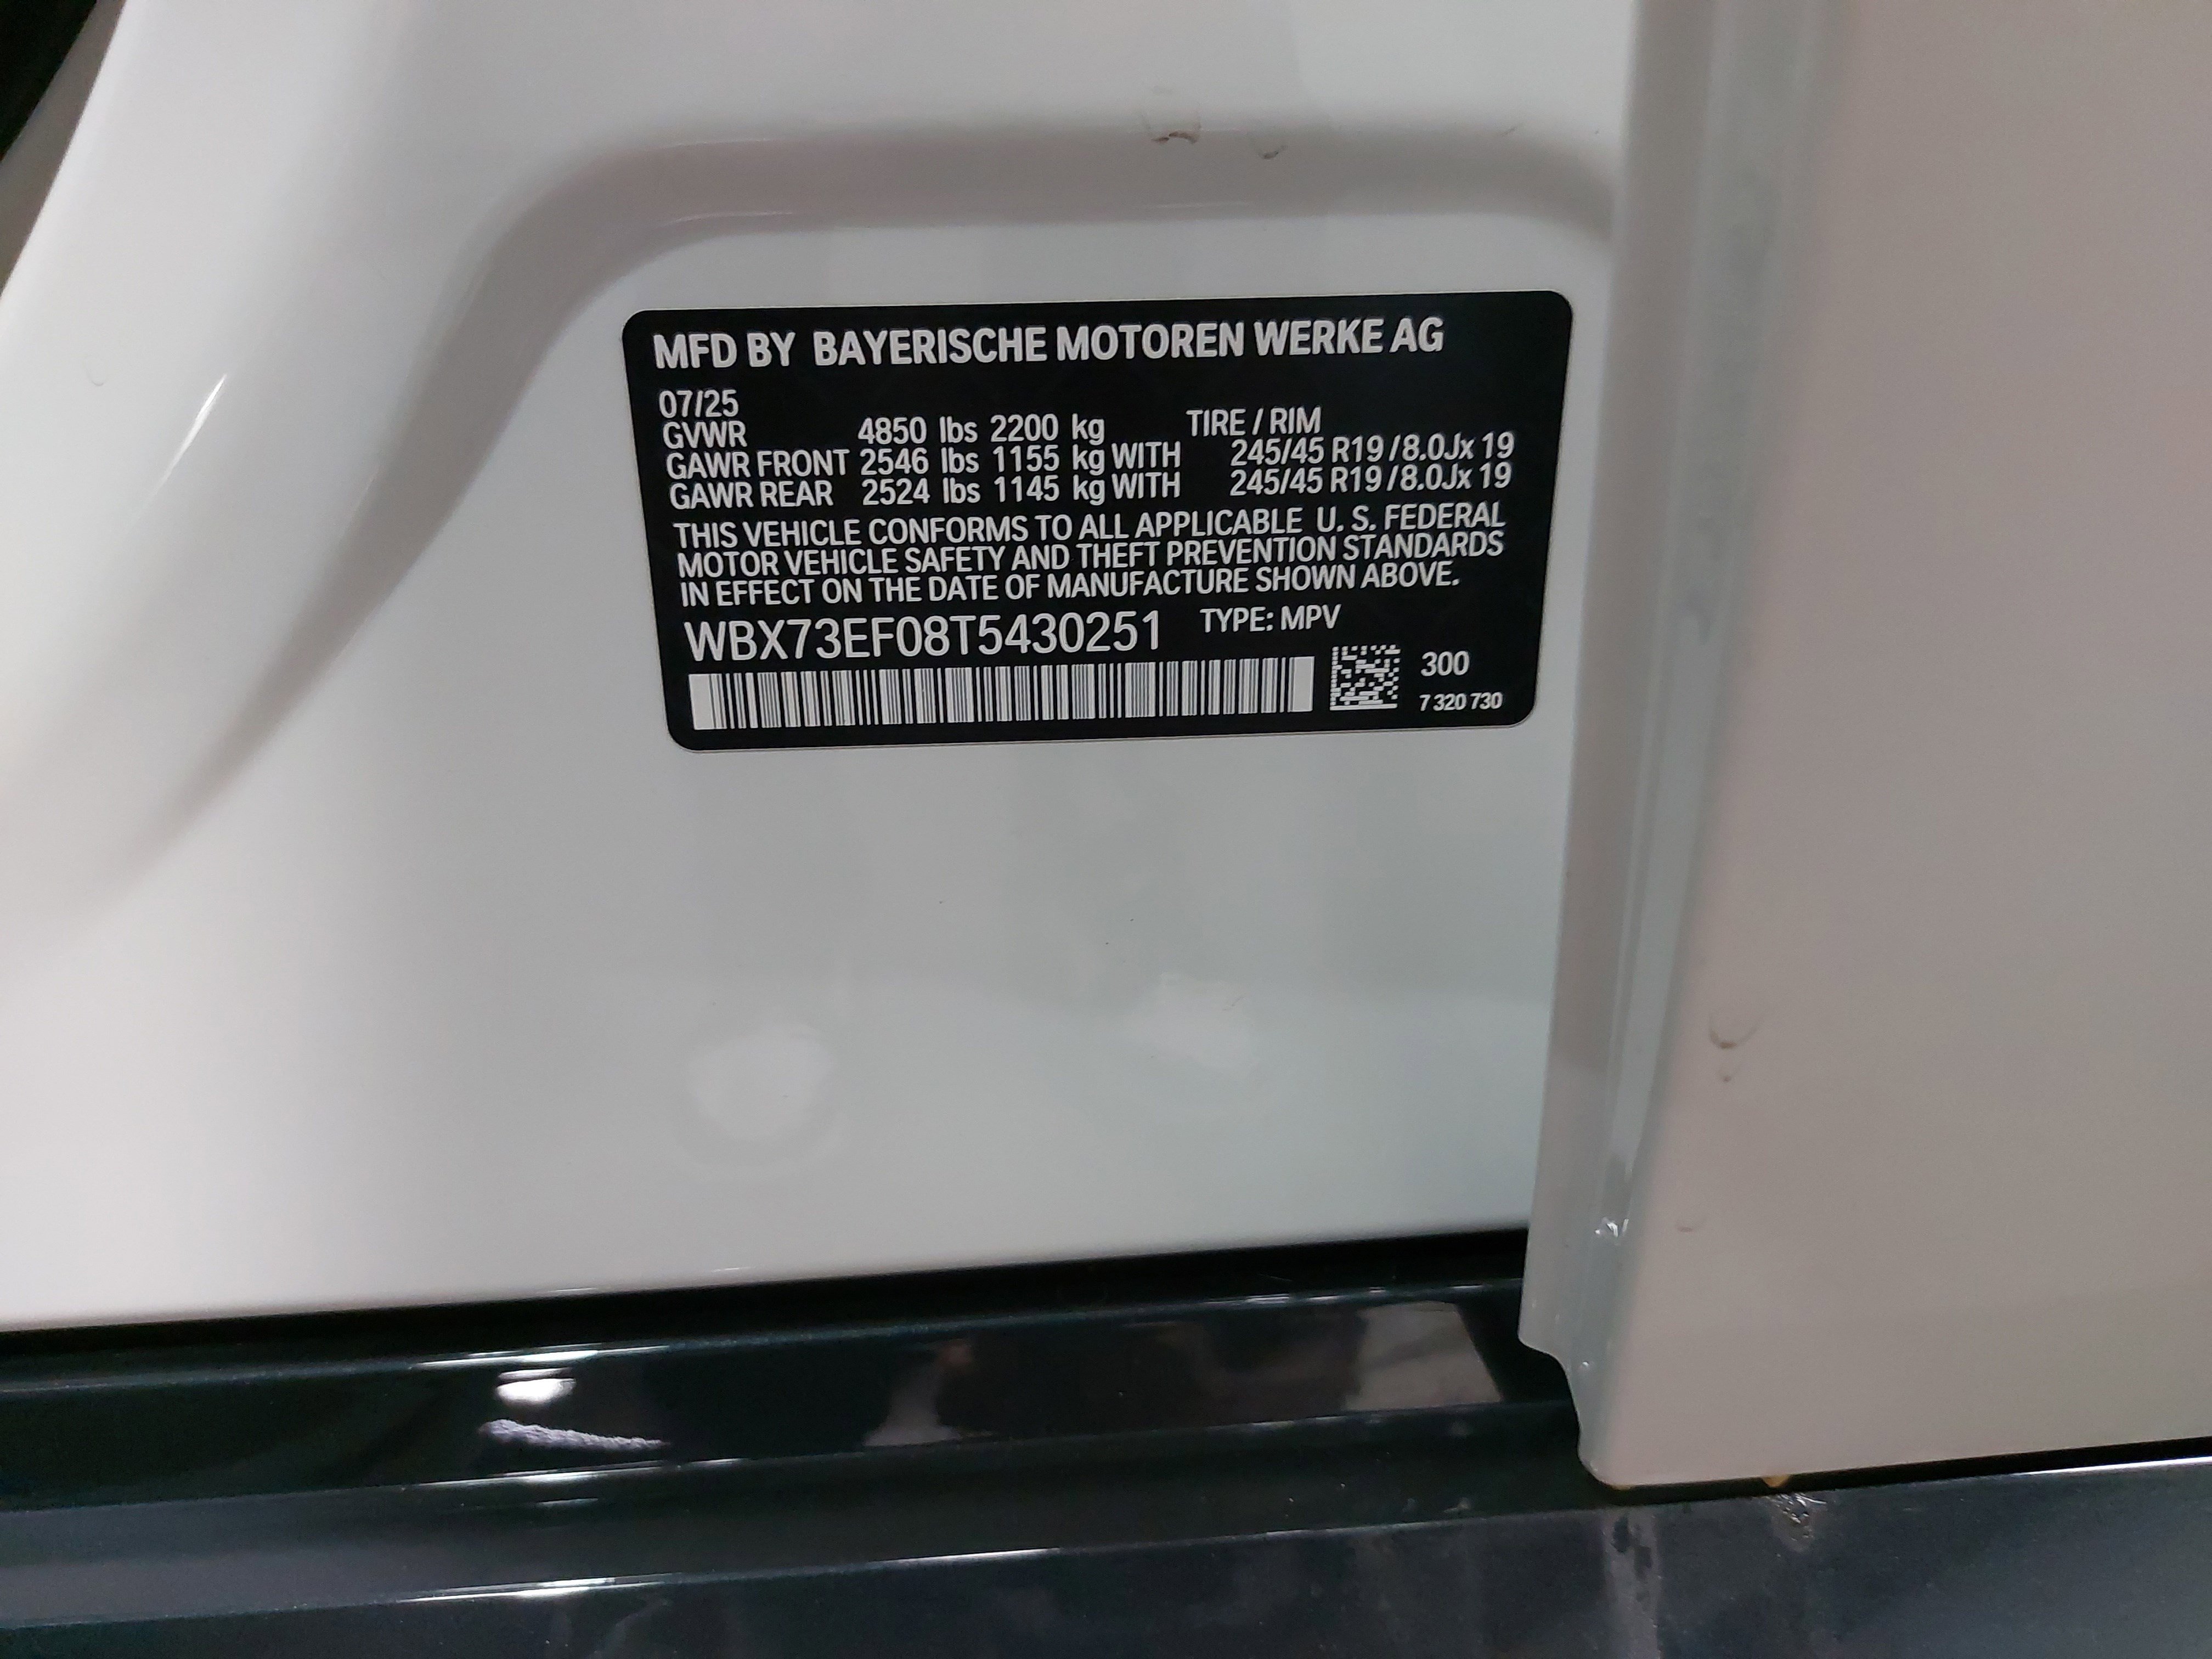 MFD BY BAYERISCHE MOTOREN WERKE AG
07/25
GVWR 4850 lbs 2200 kg TIRE / RIM
GAWR FRONT 2546 lbs 1155 kg WITH 245/45 R19 /8.0Jx 19
GAWR REAR 2524 lbs 1145 kg WITH 245/45 R19 /8.0Jx 19
THIS VEHICLE CONFORMS TO ALL APPLICABLE U. S. FEDERAL
MOTOR VEHICLE SAFETY AND THEFT PREVENTION STANDARDS
IN EFFECT ON THE DATE OF MANUFACTURE SHOWN ABOVE.
WBX73EF08T5430251 TYPE: MPV
300
7 320 730